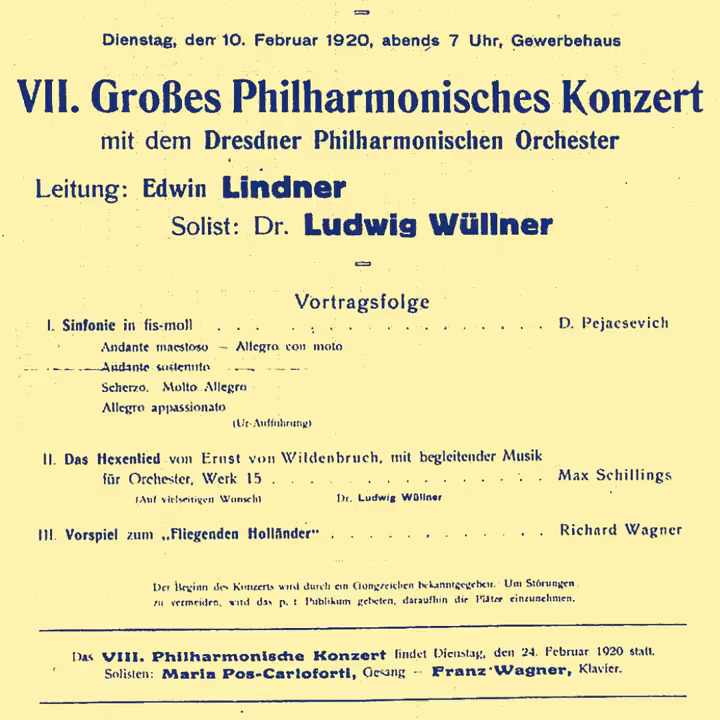 Dienstag, den 10. Februar 1920, abends 7 Uhr, Gewerbehaus
VII. Großes Philharmonisches Konzert
mit dem Dresdner Philharmonischen Orchester
Leitung: Edwin Lindner
Solist: Dr. Ludwig Wüllner
Vortragsfolge
I. Sinfonie in fis-moll . . . . . . . . . . . . . . . D. Pejacsevich
Andante maestoso – Allegro con moto
Andante sostenuto
Scherzo. Molto Allegro
Allegro appassionato
(Ur-Aufführung)
II. Das Hexenlied von Ernst von Wildenbruch, mit begleitender Musik
für Orchester, Werk 15 . . . . . . . . . . . . . Max Schillings
(Auf vielseitigen Wunsch) Dr. Ludwig Wüllner
III. Vorspiel zum „Fliegenden Holländer“ . . . . . . . . . . Richard Wagner
Der Beginn des Konzerts wird durch ein Gongzeichen bekanntgegeben. Um Störungen
zu vermeiden, wird das p. t. Publikum gebeten, daraufhin die Plätze einzunehmen.
Das VIII. Philharmonische Konzert findet Dienstag, den 24. Februar 1920 statt.
Solisten: Maria Pos-Carloforti, Gesang – Franz Wagner, Klavier.